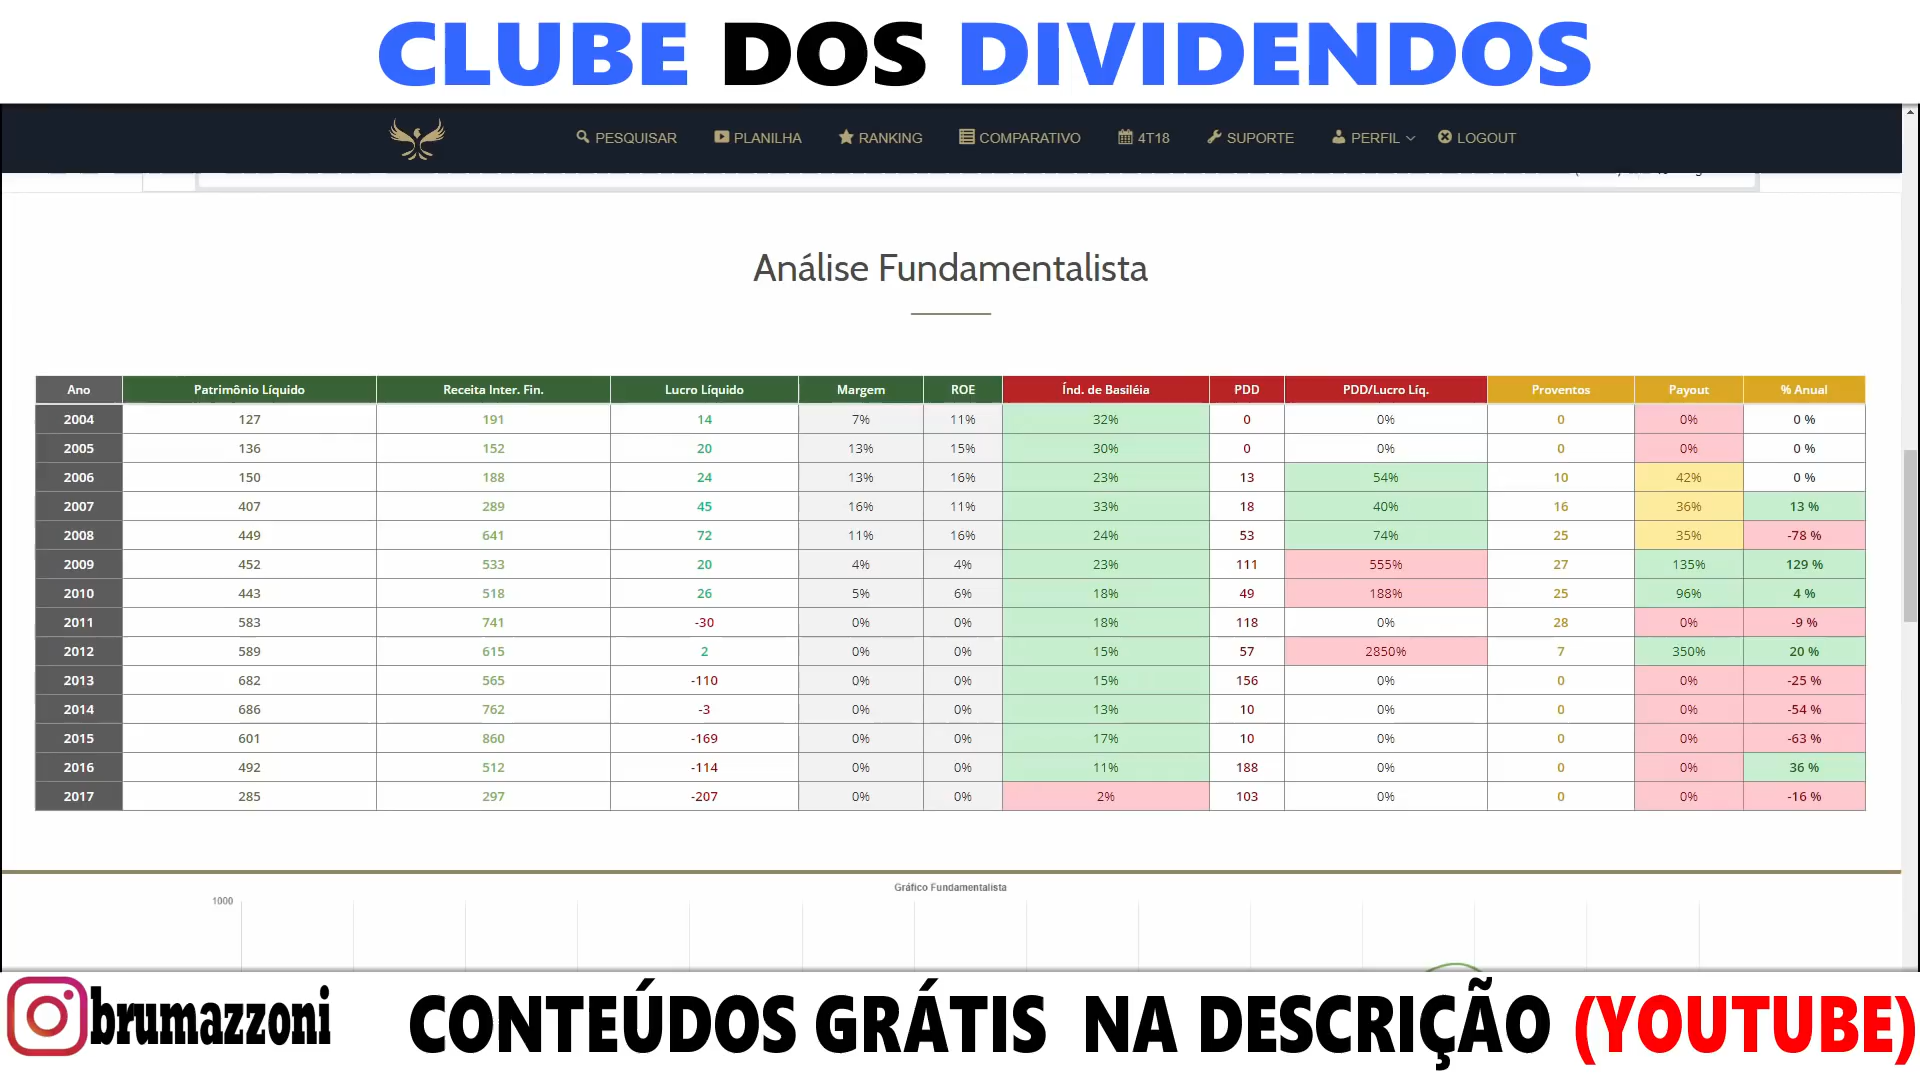 CLUBE DOS DIVIDENDOS
PESQUISAR PLANILHA RANKING COMPARATIVO 4T18 SUPORTE PERFIL LOGOUT
Análise Fundamentalista
Ano Patrimônio Líquido Receita Inter. Fin. Lucro Líquido Margem ROE Índ. de Basiléia PDD PDD/Lucro Líq. Proventos Payout % Anual
2004 127 191 14 7% 11% 32% 0 0% 0 0% 0 %
2005 136 152 20 13% 15% 30% 0 0% 0 0% 0 %
2006 150 188 24 13% 16% 23% 13 54% 10 42% 0 %
2007 407 289 45 16% 11% 33% 18 40% 16 36% 13 %
2008 449 641 72 11% 16% 24% 53 74% 25 35% -78 %
2009 452 533 20 4% 4% 23% 111 555% 27 135% 129 %
2010 443 518 26 5% 6% 18% 49 188% 25 96% 4 %
2011 583 741 -30 0% 0% 18% 118 0% 28 0% -9 %
2012 589 615 2 0% 0% 15% 57 2850% 7 350% 20 %
2013 682 565 -110 0% 0% 15% 156 0% 0 0% -25 %
2014 686 762 -3 0% 0% 13% 10 0% 0 0% -54 %
2015 601 860 -169 0% 0% 17% 10 0% 0 0% -63 %
2016 492 512 -114 0% 0% 11% 188 0% 0 0% 36 %
2017 285 297 -207 0% 0% 2% 103 0% 0 0% -16 %
Gráfico Fundamentalista
1000
brumazzoni CONTEÚDOS GRÁTIS NA DESCRIÇÃO (YOUTUBE)